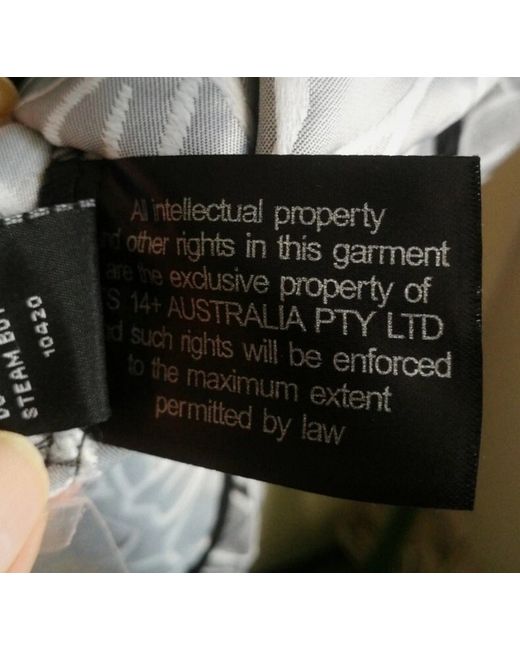 All intellectual property
other rights in this garment
are the exclusive property of
S 14+ AUSTRALIA PTY LTD
such rights will be enforced
to the maximum extent
permitted by law
STEAM
10420